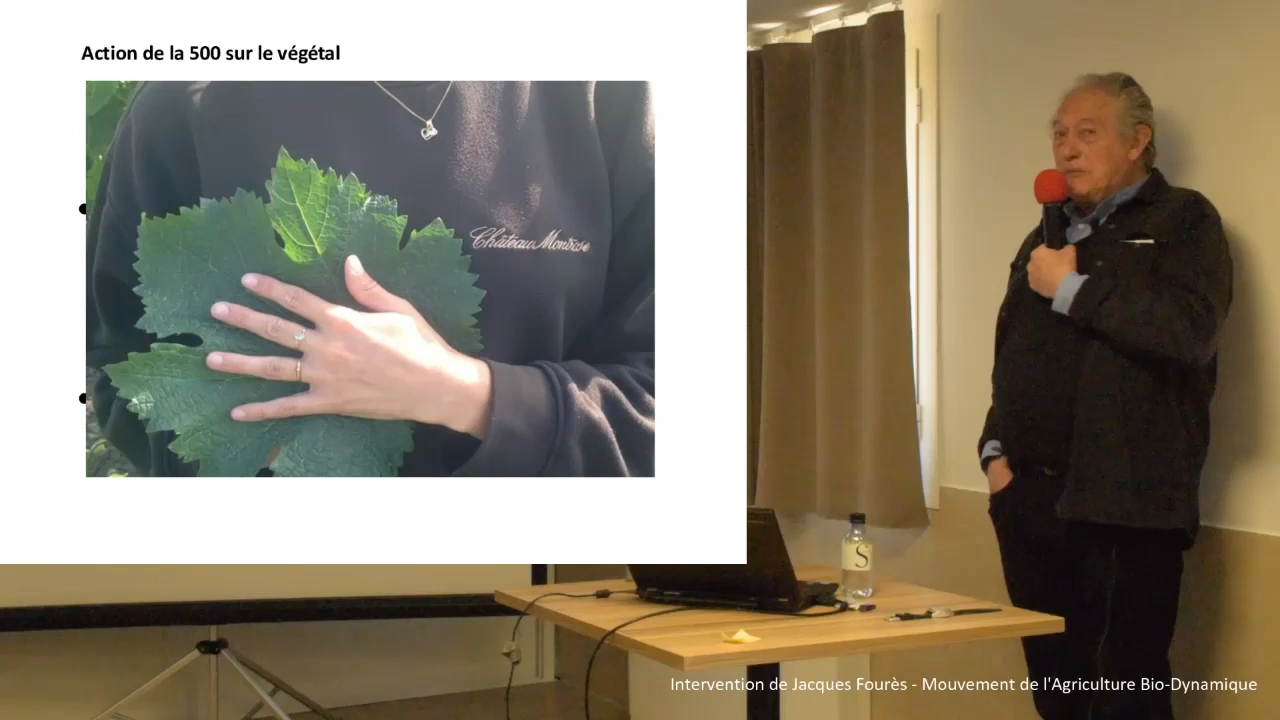 Action de la 500 sur le végétal
Château Montrose
S
Intervention de Jacques Fourès - Mouvement de l'Agriculture Bio-Dynamique